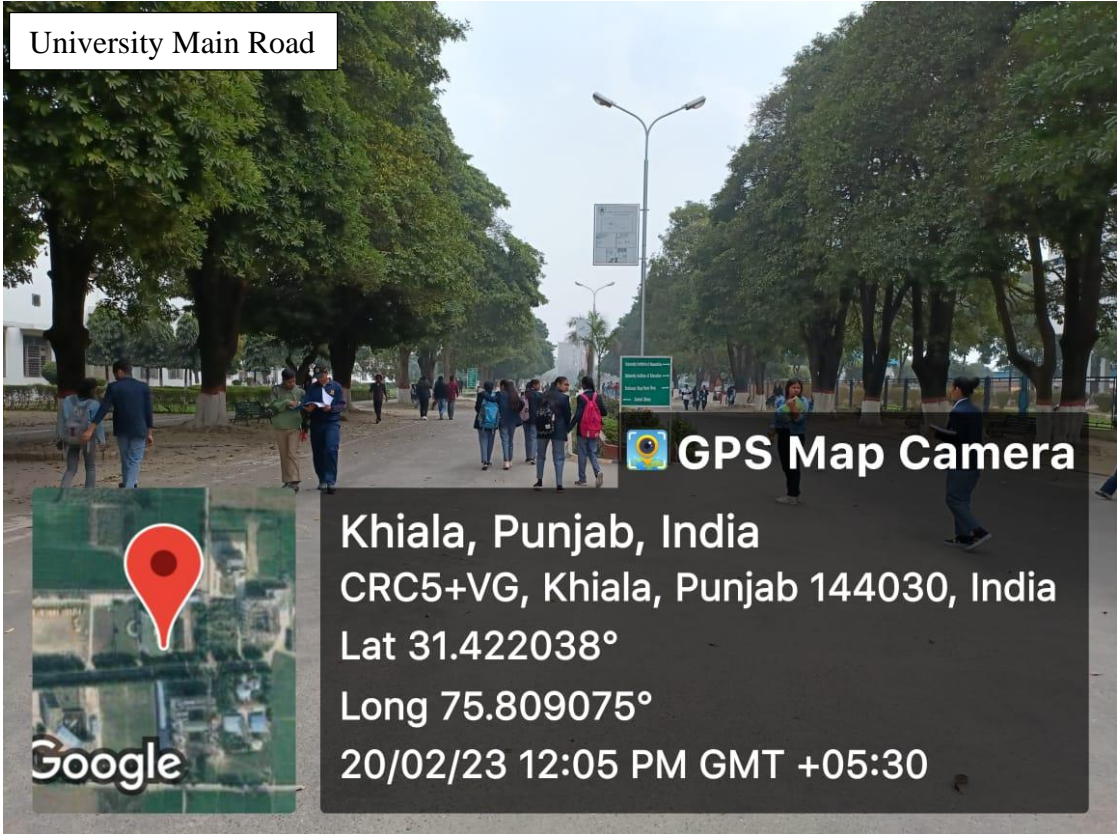 University Main Road
GPS Map Camera
Khiala, Punjab, India
CRC5+VG, Khiala, Punjab 144030, India
Lat 31.422038°
Long 75.809075°
20/02/23 12:05 PM GMT +05:30
Google